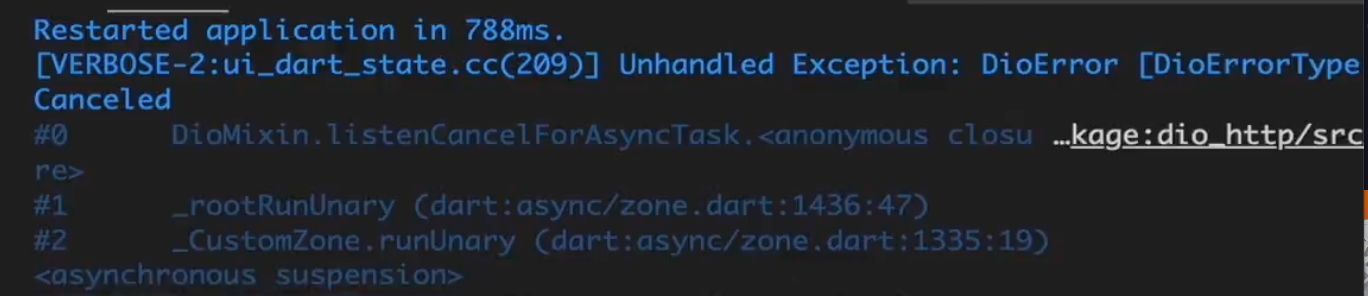 Restarted application in 788ms.
[VERBOSE-2:ui_dart_state.cc(209)] Unhandled Exception: DioError [DioErrorType
Canceled
#0      DioMixin.listenCancelForAsyncTask.<anonymous closu …kage:dio_http/src
re>
#1      _rootRunUnary (dart:async/zone.dart:1436:47)
#2      _CustomZone.runUnary (dart:async/zone.dart:1335:19)
<asynchronous suspension>